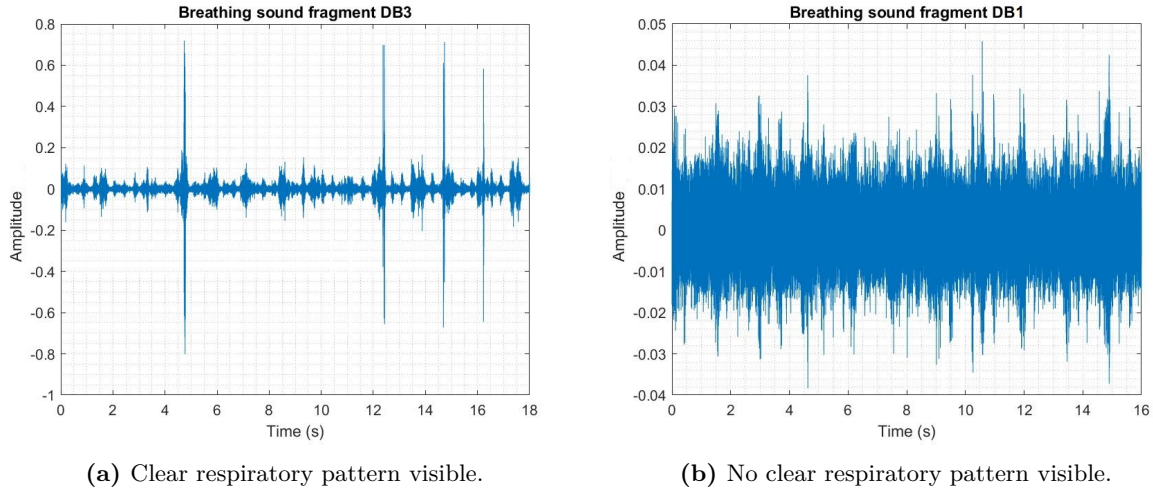 Breathing sound fragment DB3
0.8
0.6
0.4
0.2
0
-0.2
-0.4
-0.6
-0.8
-1
Amplitude
0 2 4 6 8 10 12 14 16 18
Time (s)
(a) Clear respiratory pattern visible.
Breathing sound fragment DB1
0.05
0.04
0.03
0.02
0.01
0
-0.01
-0.02
-0.03
-0.04
Amplitude
0 2 4 6 8 10 12 14 16
Time (s)
(b) No clear respiratory pattern visible.